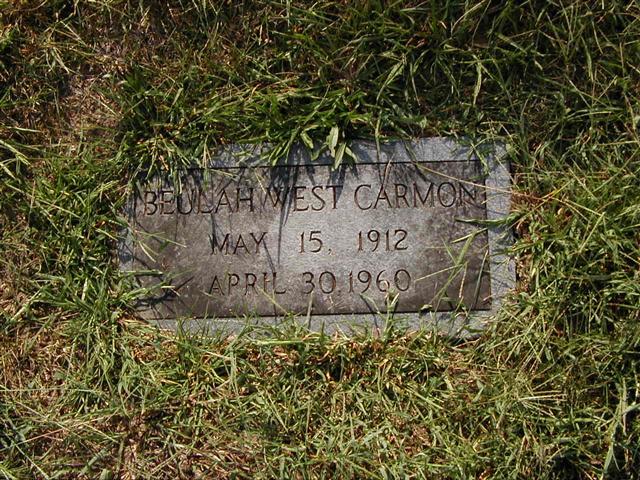 BEULAH WEST CARMON
MAY 15, 1912
APRIL 30, 1960